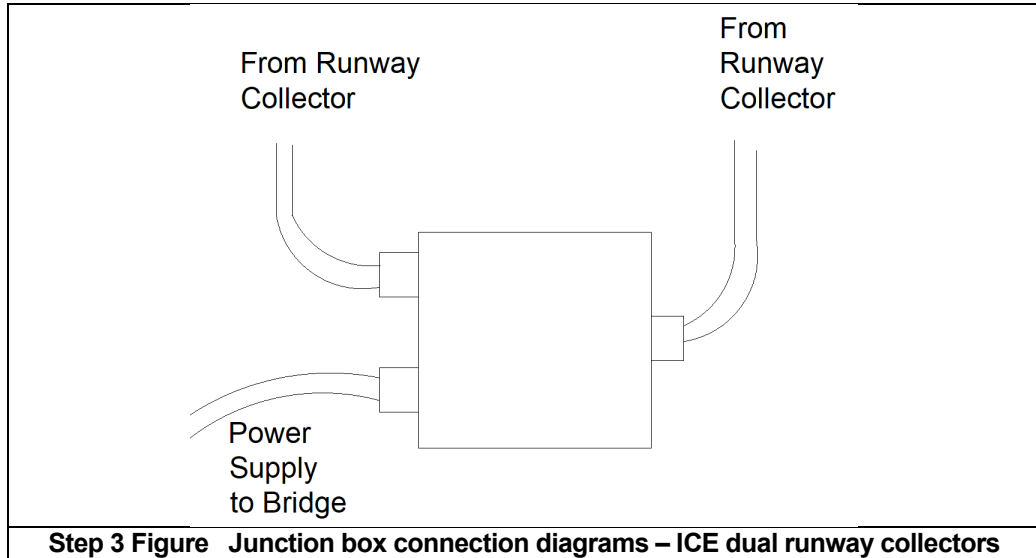 From Runway
Collector
From
Runway
Collector
Power
Supply
to Bridge
Step 3 Figure   Junction box connection diagrams – ICE dual runway collectors